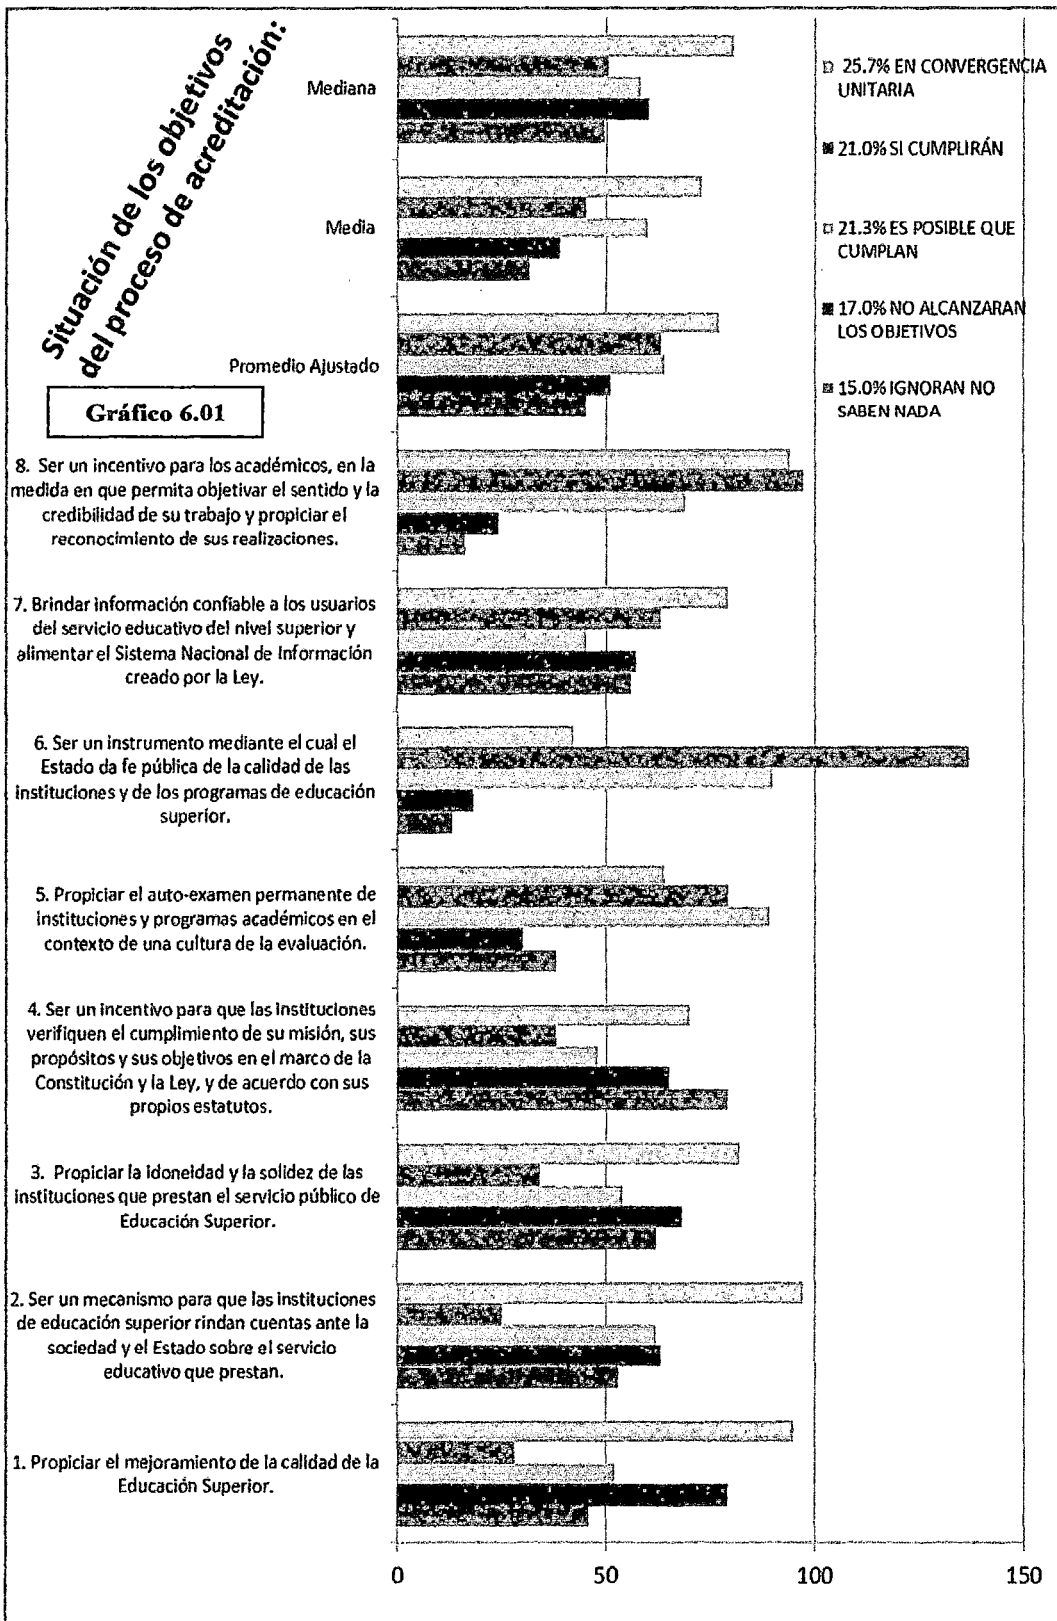 Situación de los objetivos
del proceso de acreditación:
Gráfico 6.01
Mediana
Media
Promedio Ajustado
8. Ser un incentivo para los académicos, en la
medida en que permita objetivar el sentido y la
credibilidad de su trabajo y propiciar el
reconocimiento de sus realizaciones.
7. Brindar información confiable a los usuarios
del servicio educativo del nivel superior y
alimentar el Sistema Nacional de Información
creado por la Ley.
6. Ser un instrumento mediante el cual el
Estado da fe pública de la calidad de las
instituciones y de los programas de educación
superior.
5. Propiciar el auto-examen permanente de
instituciones y programas académicos en el
contexto de una cultura de la evaluación.
4. Ser un incentivo para que las instituciones
verifiquen el cumplimiento de su misión, sus
propósitos y sus objetivos en el marco de la
Constitución y la Ley, y de acuerdo con sus
propios estatutos.
3. Propiciar la idoneidad y la solidez de las
instituciones que prestan el servicio público de
Educación Superior.
2. Ser un mecanismo para que las instituciones
de educación superior rindan cuentas ante la
sociedad y el Estado sobre el servicio
educativo que prestan.
1. Propiciar el mejoramiento de la calidad de la
Educación Superior.
25.7% EN CONVERGENCIA
UNITARIA
21.0% SI CUMPLIRÁN
21.3% ES POSIBLE QUE
CUMPLAN
17.0% NO ALCANZARAN
LOS OBJETIVOS
15.0% IGNORAN NO
SABEN NADA
0 50 100 150